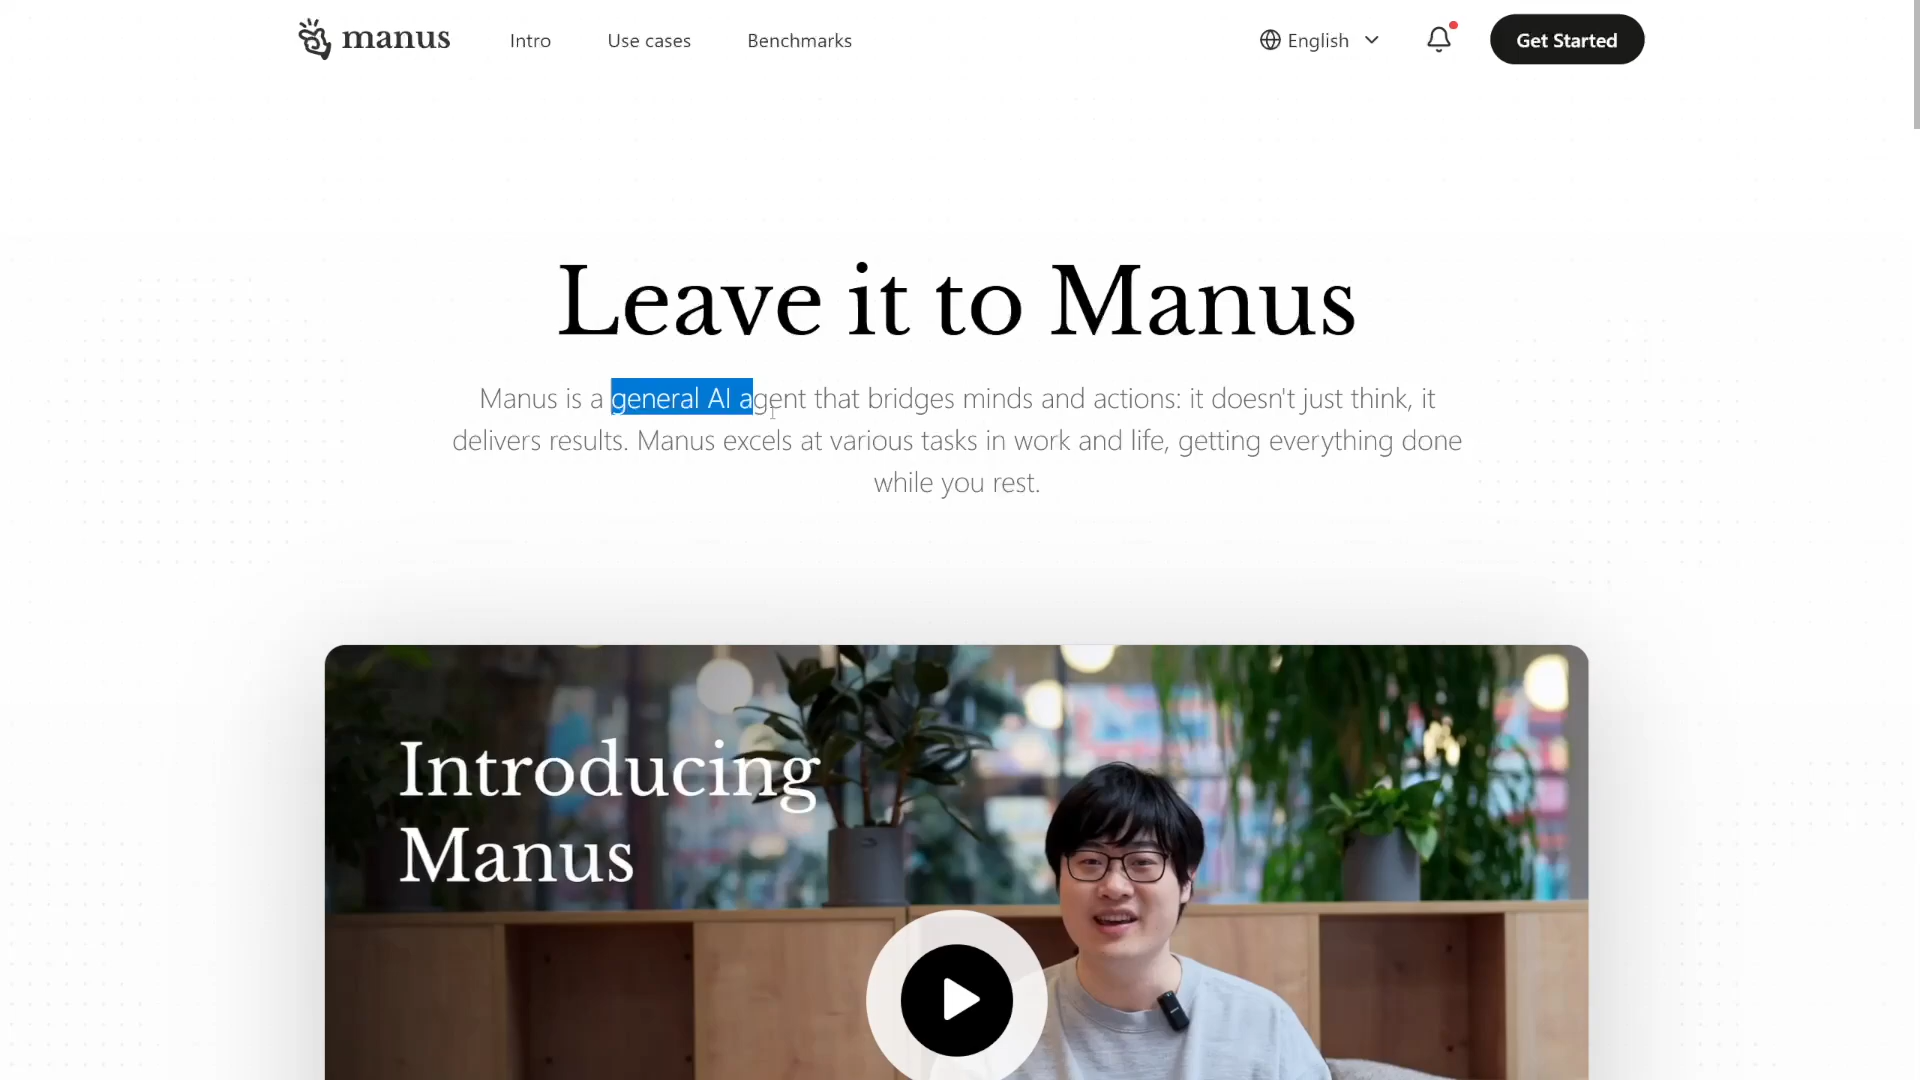 manus
Intro
Use cases
Benchmarks
English
Get Started
Leave it to Manus
Manus is a general AI agent that bridges minds and actions: it doesn't just think, it
delivers results. Manus excels at various tasks in work and life, getting everything done
while you rest.
Introducing
Manus